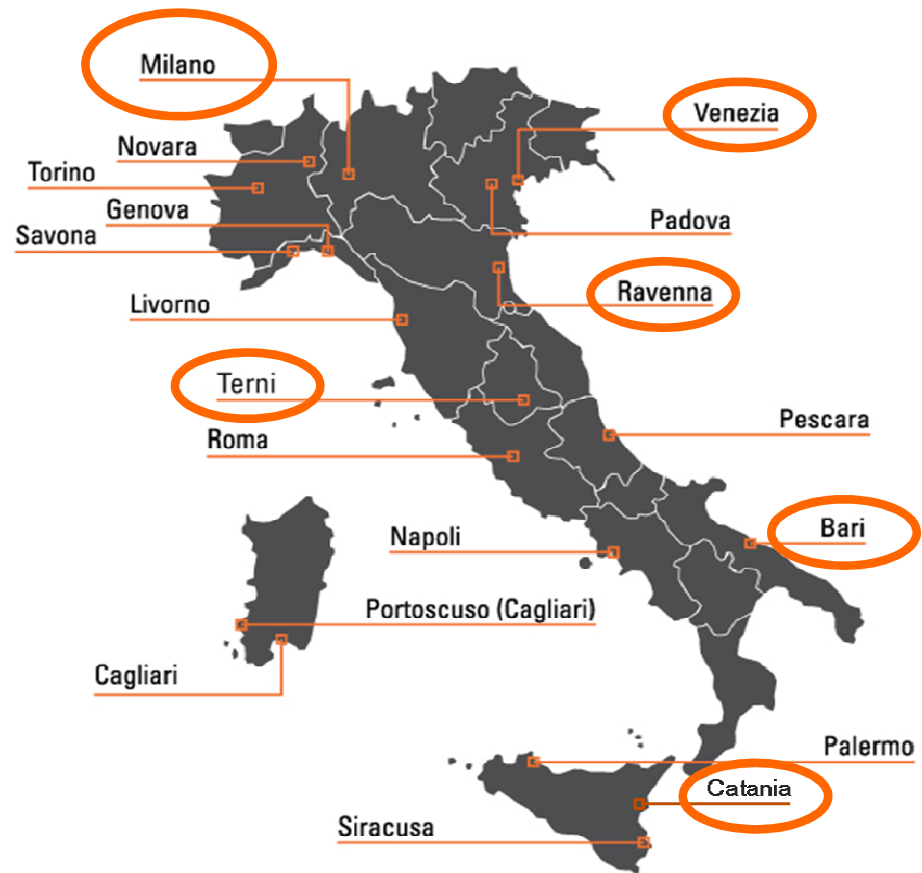 Milano
Venezia
Novara
Torino
Genova
Padova
Savona
Ravenna
Livorno
Terni
Pescara
Roma
Bari
Napoli
Portoscuso (Cagliari)
Cagliari
Palermo
Catania
Siracusa